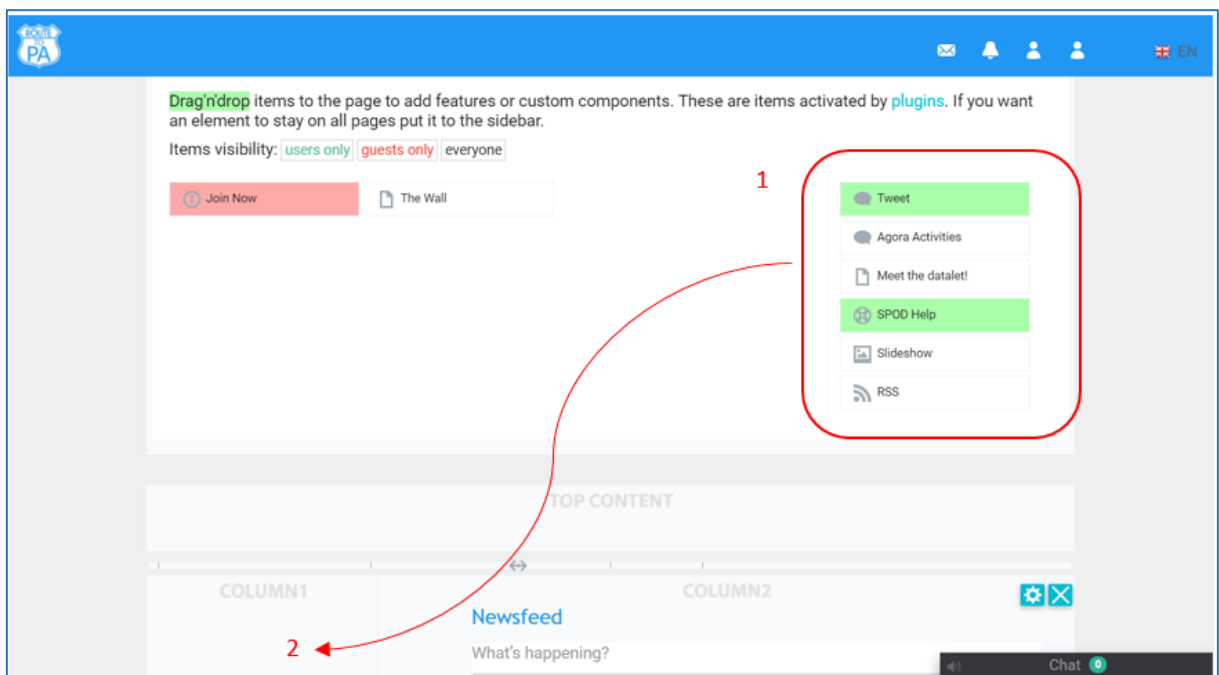 ROUTE
TO
PA
EN
Drag'n'drop items to the page to add features or custom components. These are items activated by plugins. If you want
an element to stay on all pages put it to the sidebar.
Items visibility: users only guests only everyone
1
Join Now
The Wall
Tweet
Agora Activities
Meet the datalet!
SPOD Help
Slideshow
RSS
TOP CONTENT
COLUMN1
COLUMN2
Newsfeed
2
What's happening?
Chat 0